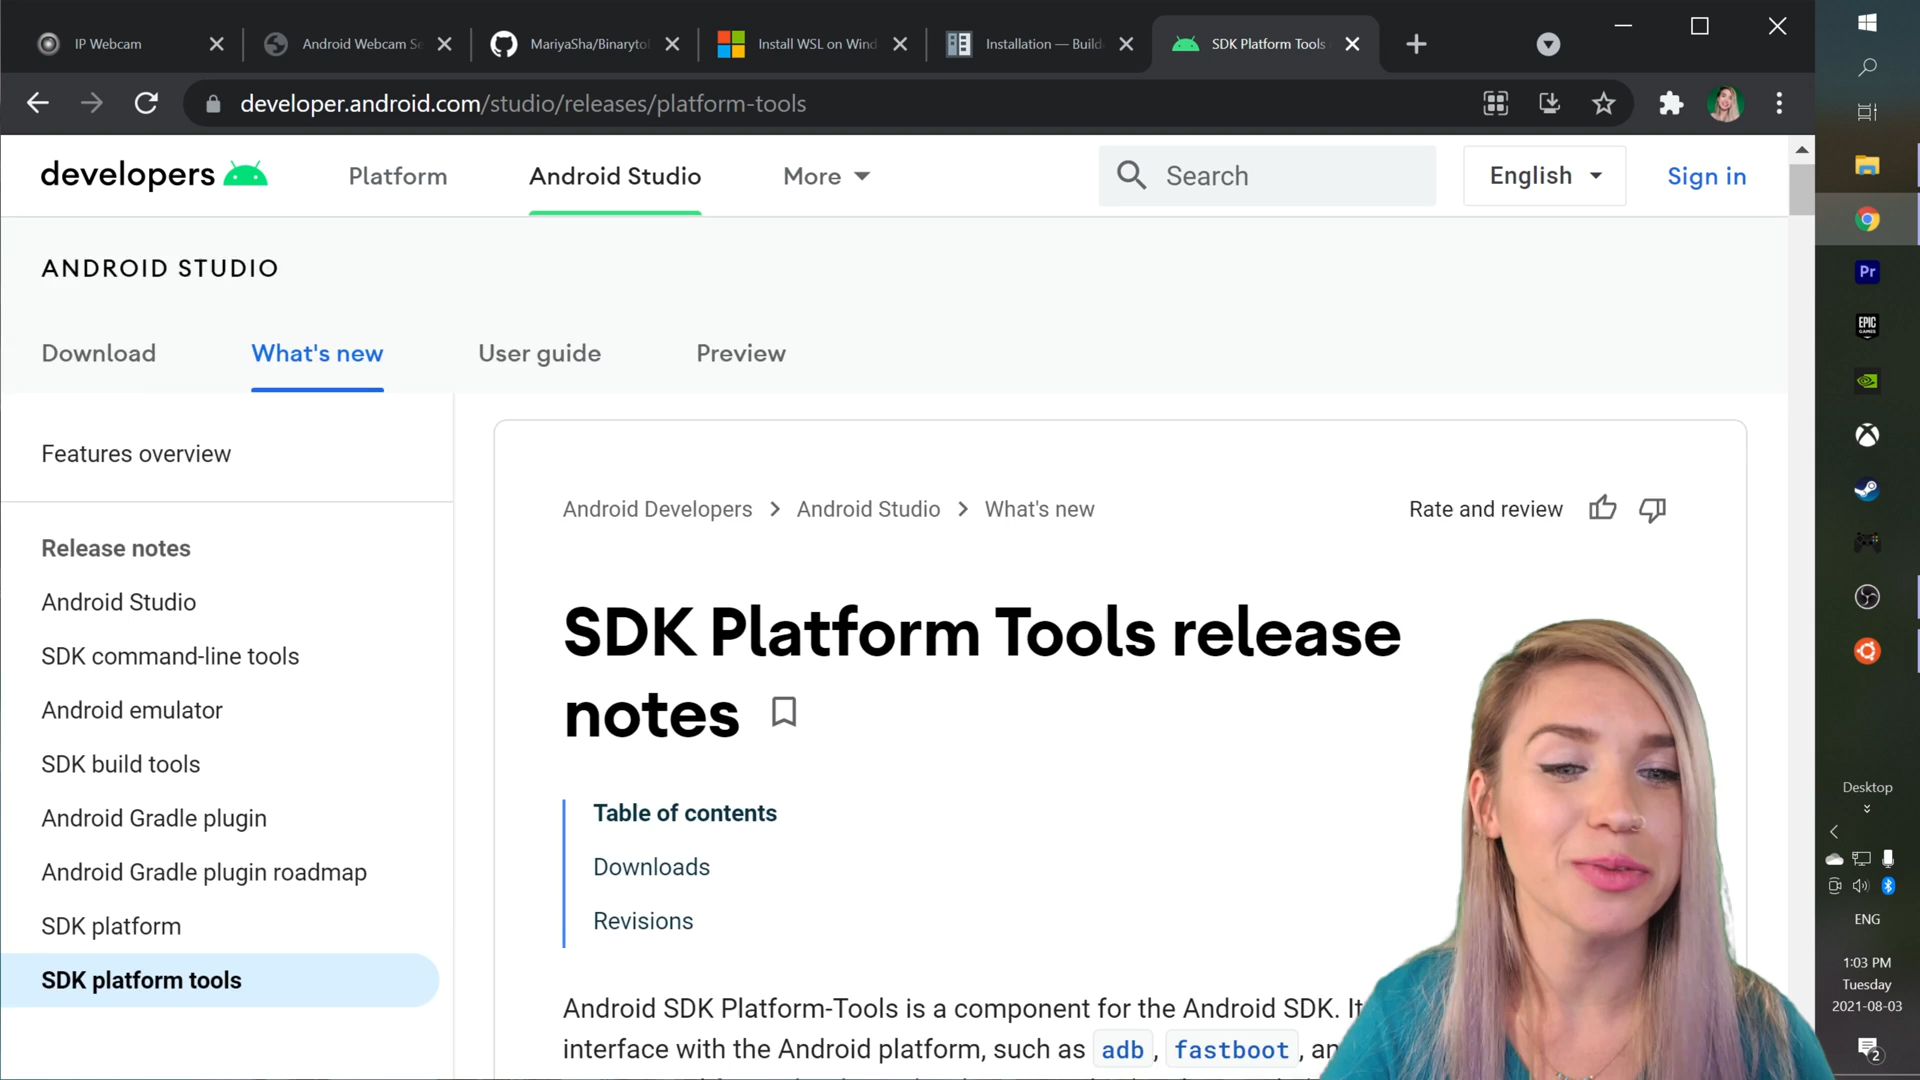 IP Webcam
Android Webcam Se
MariyaSha/Binaryto
Install WSL on Wind
Installation — Build
SDK Platform Tools
developer.android.com/studio/releases/platform-tools
developers
Platform
Android Studio
More
Search
English
Sign in
ANDROID STUDIO
Download
What's new
User guide
Preview
Features overview
Release notes
Android Studio
SDK command-line tools
Android emulator
SDK build tools
Android Gradle plugin
Android Gradle plugin roadmap
SDK platform
SDK platform tools
Android Developers
Android Studio
What's new
Rate and review
SDK Platform Tools release
notes
Table of contents
Downloads
Revisions
Android SDK Platform-Tools is a component for the Android SDK. It
interface with the Android platform, such as adb, fastboot, an
Pr
EPIC
GAMES
Desktop
ENG
1:03 PM
Tuesday
2021-08-03
2